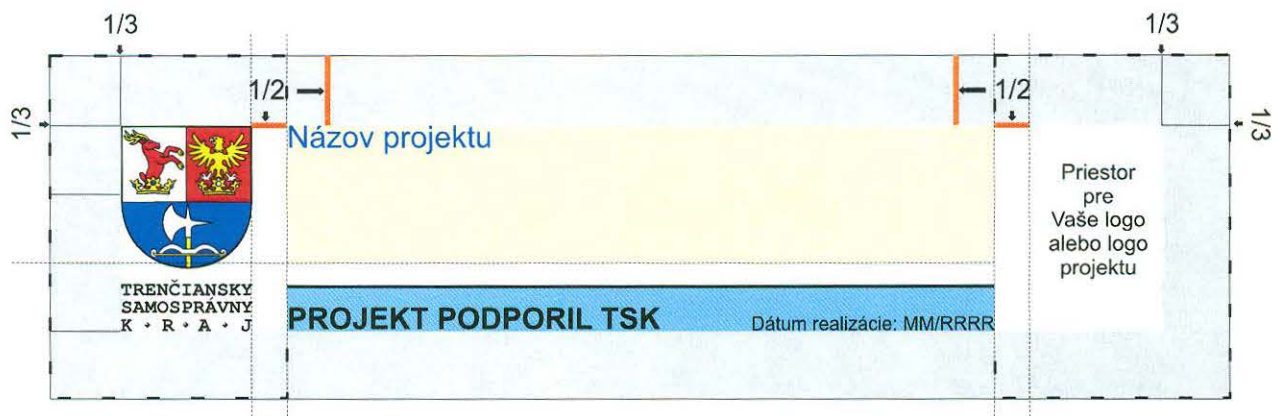 1/3
1/3
1/2
1/2
1/3
1/3
Názov projektu
Priestor
pre
Vaše logo
alebo logo
projektu
TRENČIANSKY
SAMOSPRÁVNY
K · R · A · J
PROJEKT PODPORIL TSK
Dátum realizácie: MM/RRRR